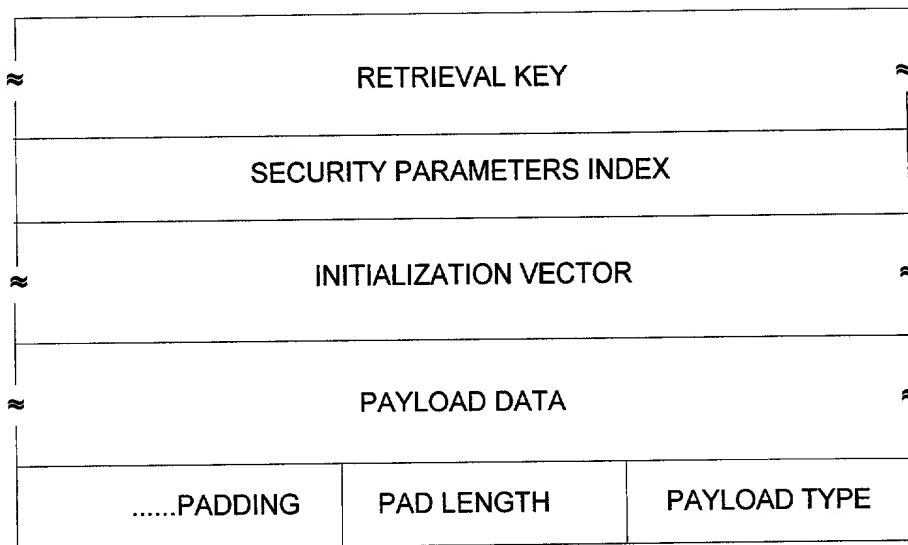 RETRIEVAL KEY
SECURITY PARAMETERS INDEX
INITIALIZATION VECTOR
PAYLOAD DATA
......PADDING PAD LENGTH PAYLOAD TYPE